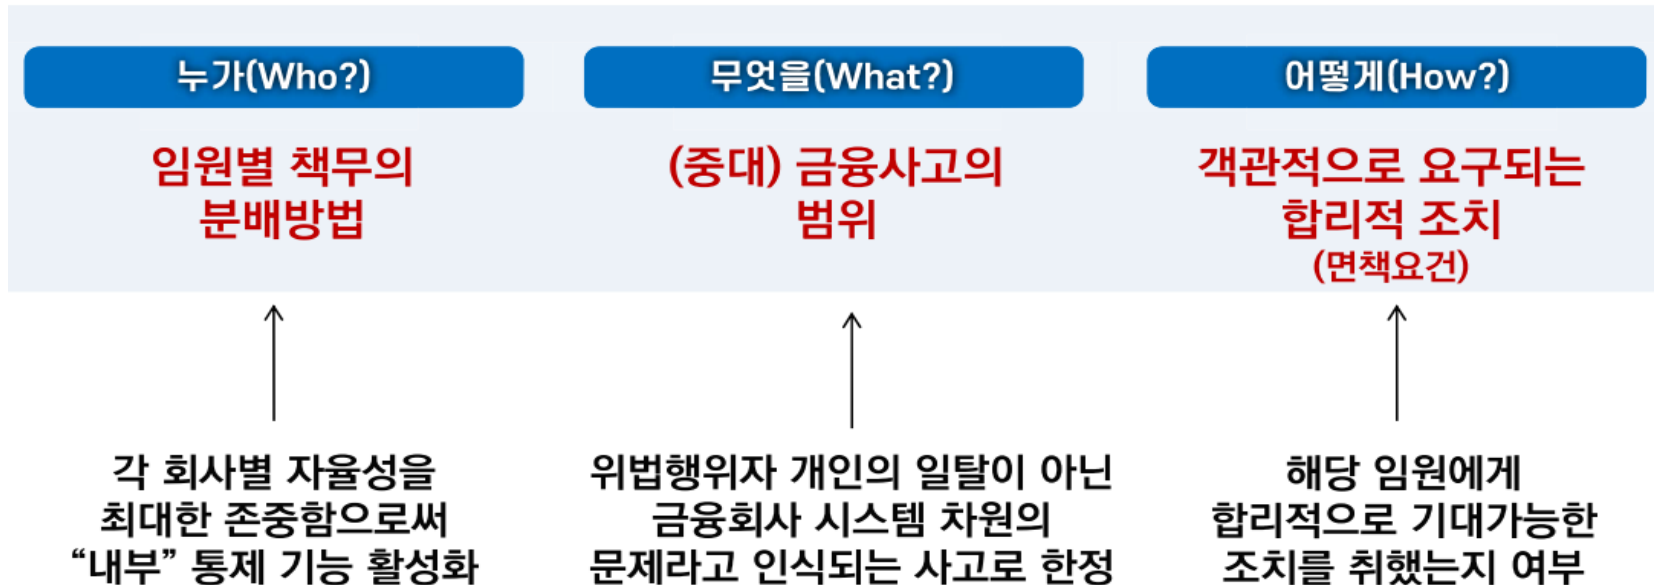 누가(Who?)
임원별 책무의
분배방법
각 회사별 자율성을
최대한 존중함으로써
“내부” 통제 기능 활성화
무엇을(What?)
(중대) 금융사고의
범위
위법행위자 개인의 일탈이 아닌
금융회사 시스템 차원의
문제라고 인식되는 사고로 한정
어떻게(How?)
객관적으로 요구되는
합리적 조치
(면책요건)
해당 임원에게
합리적으로 기대가능한
조치를 취했는지 여부